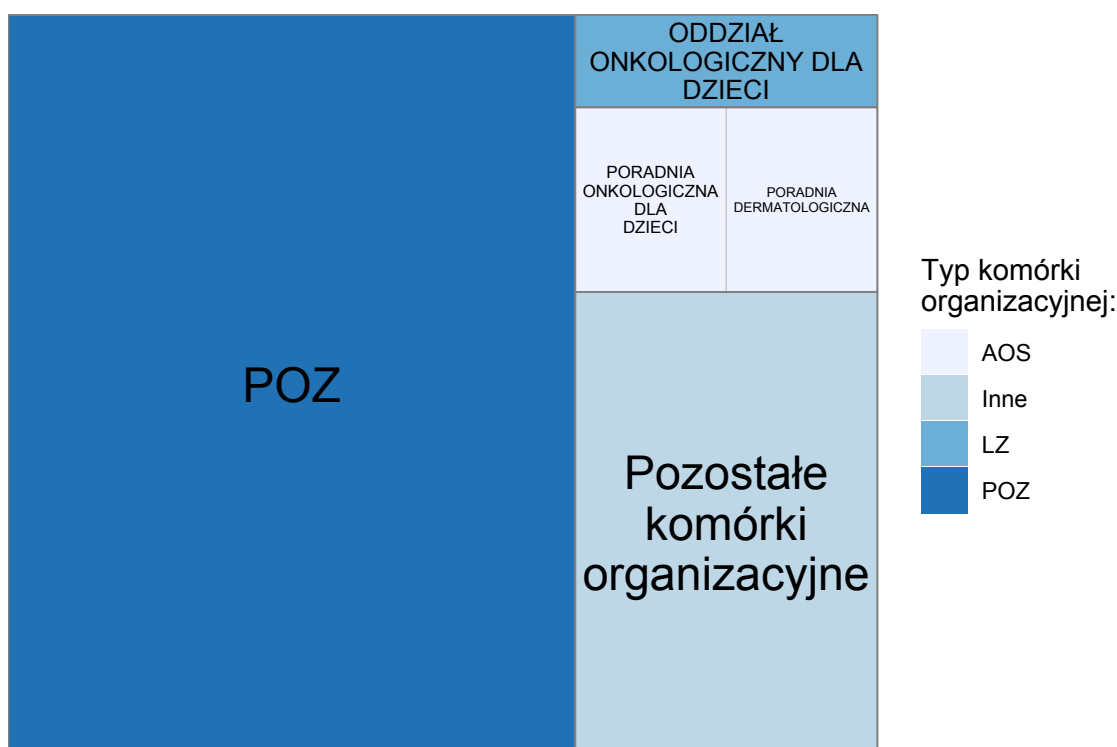 ODDZIAŁ
ONKOLOGICZNY DLA
DZIECI
PORADNIA
ONKOLOGICZNA
DLA
DZIECI
PORADNIA
DERMATOLOGICZNA
POZ
Pozostałe
komórki
organizacyjne
Typ komórki
organizacyjnej:
AOS
Inne
LZ
POZ